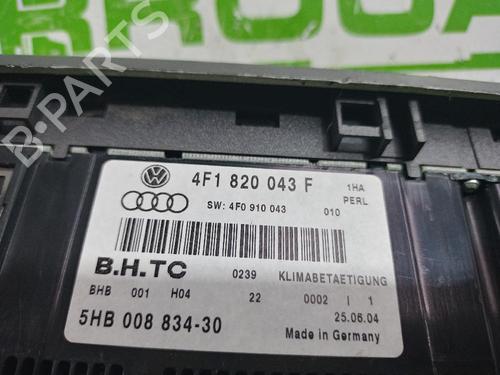 BROCA
B-PARTS
4F1 820 043 F 1HA
SW: 4F0 910 043 010 PERL
B.H.TC 0239 KLIMABETAETIGUNG
BHB 001 H04 22 0002 / 1
5HB 008 834-30 25.06.04
Made in Germany